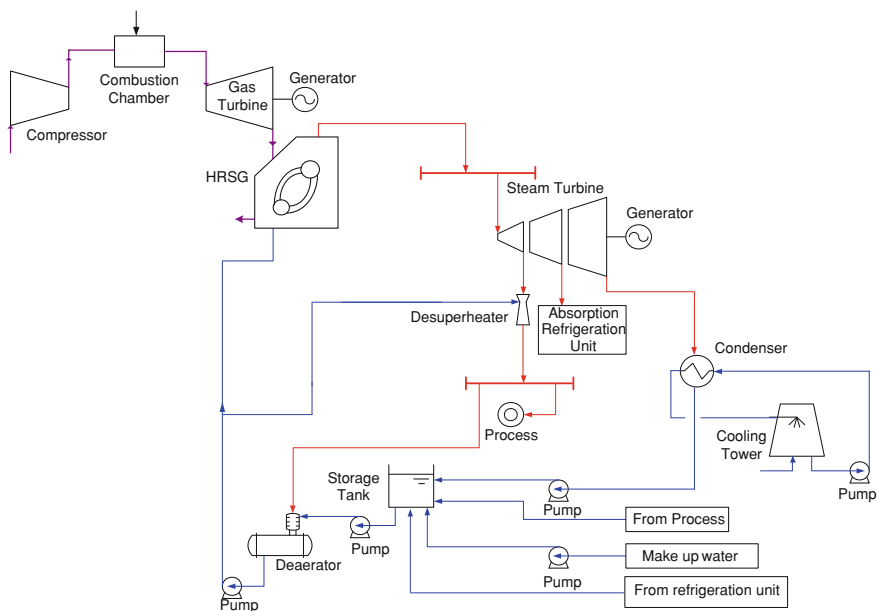 Combustion
Chamber
Gas
Turbine
Generator
Compressor
HRSG
Steam Turbine
Generator
Desuperheater
Absorption
Refrigeration
Unit
Condenser
Process
Cooling
Tower
Pump
Storage
Tank
Pump
From Process
Pump
Deaerator
Make up water
Pump
From refrigeration unit
Pump